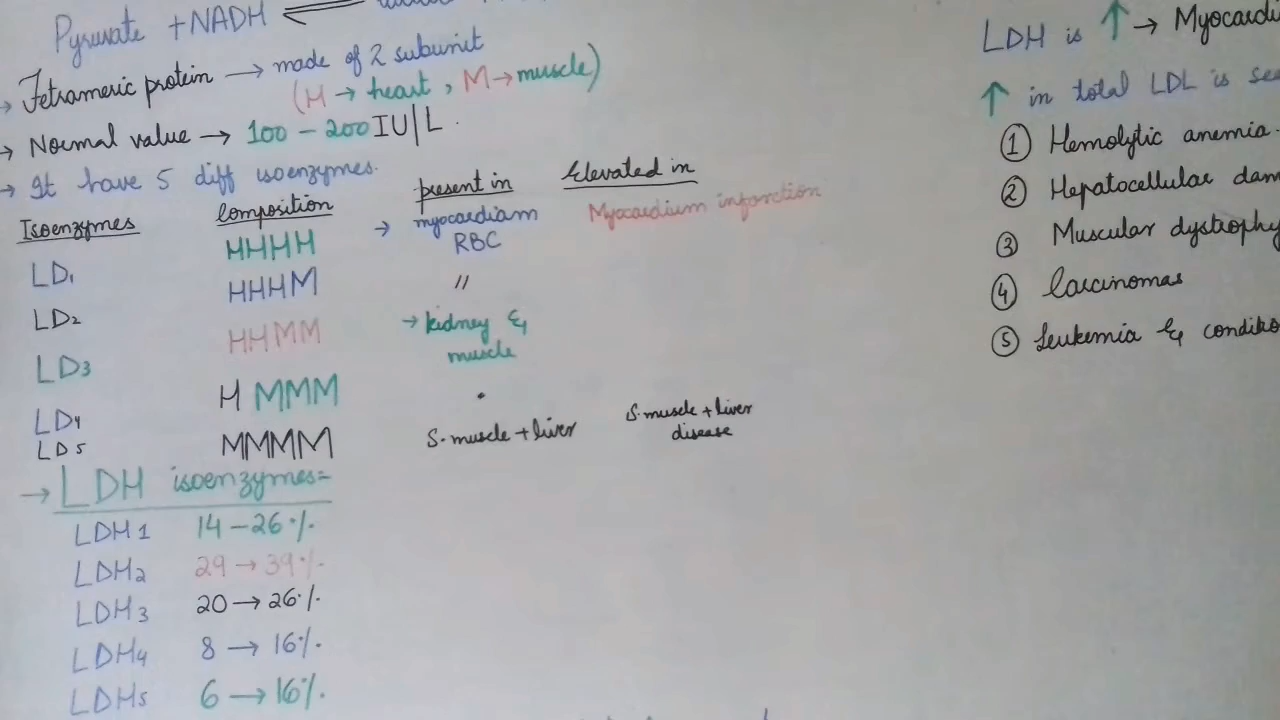 Pyruvate + NADH ⇌
→ Tetrameric protein → made of 2 subunit
(H → heart, M → muscle)
→ Normal value → 100 – 200 IU/L.
→ It have 5 diff isoenzymes.
Isoenzymes Composition present in Elevated in
LD1 HHHH → myocardiam RBC Myocardium infarction
LD2 HHHM "
LD3 HHMM → kidney & muscle
LD4 HMMM
LD5 MMMM S.muscle + liver S.muscle + liver disease
→ LDH isoenzymes=
LDH1 14 – 26%
LDH2 29 → 39%
LDH3 20 → 26%
LDH4 8 → 16%
LDH5 6 → 16%
LDH is ↑ → Myocardiu
↑ in total LDL is see
① Hemolytic anemia
② Hepatocellular dam
③ Muscular dystrophy
④ Carcinomas
⑤ Leukemia & conditio